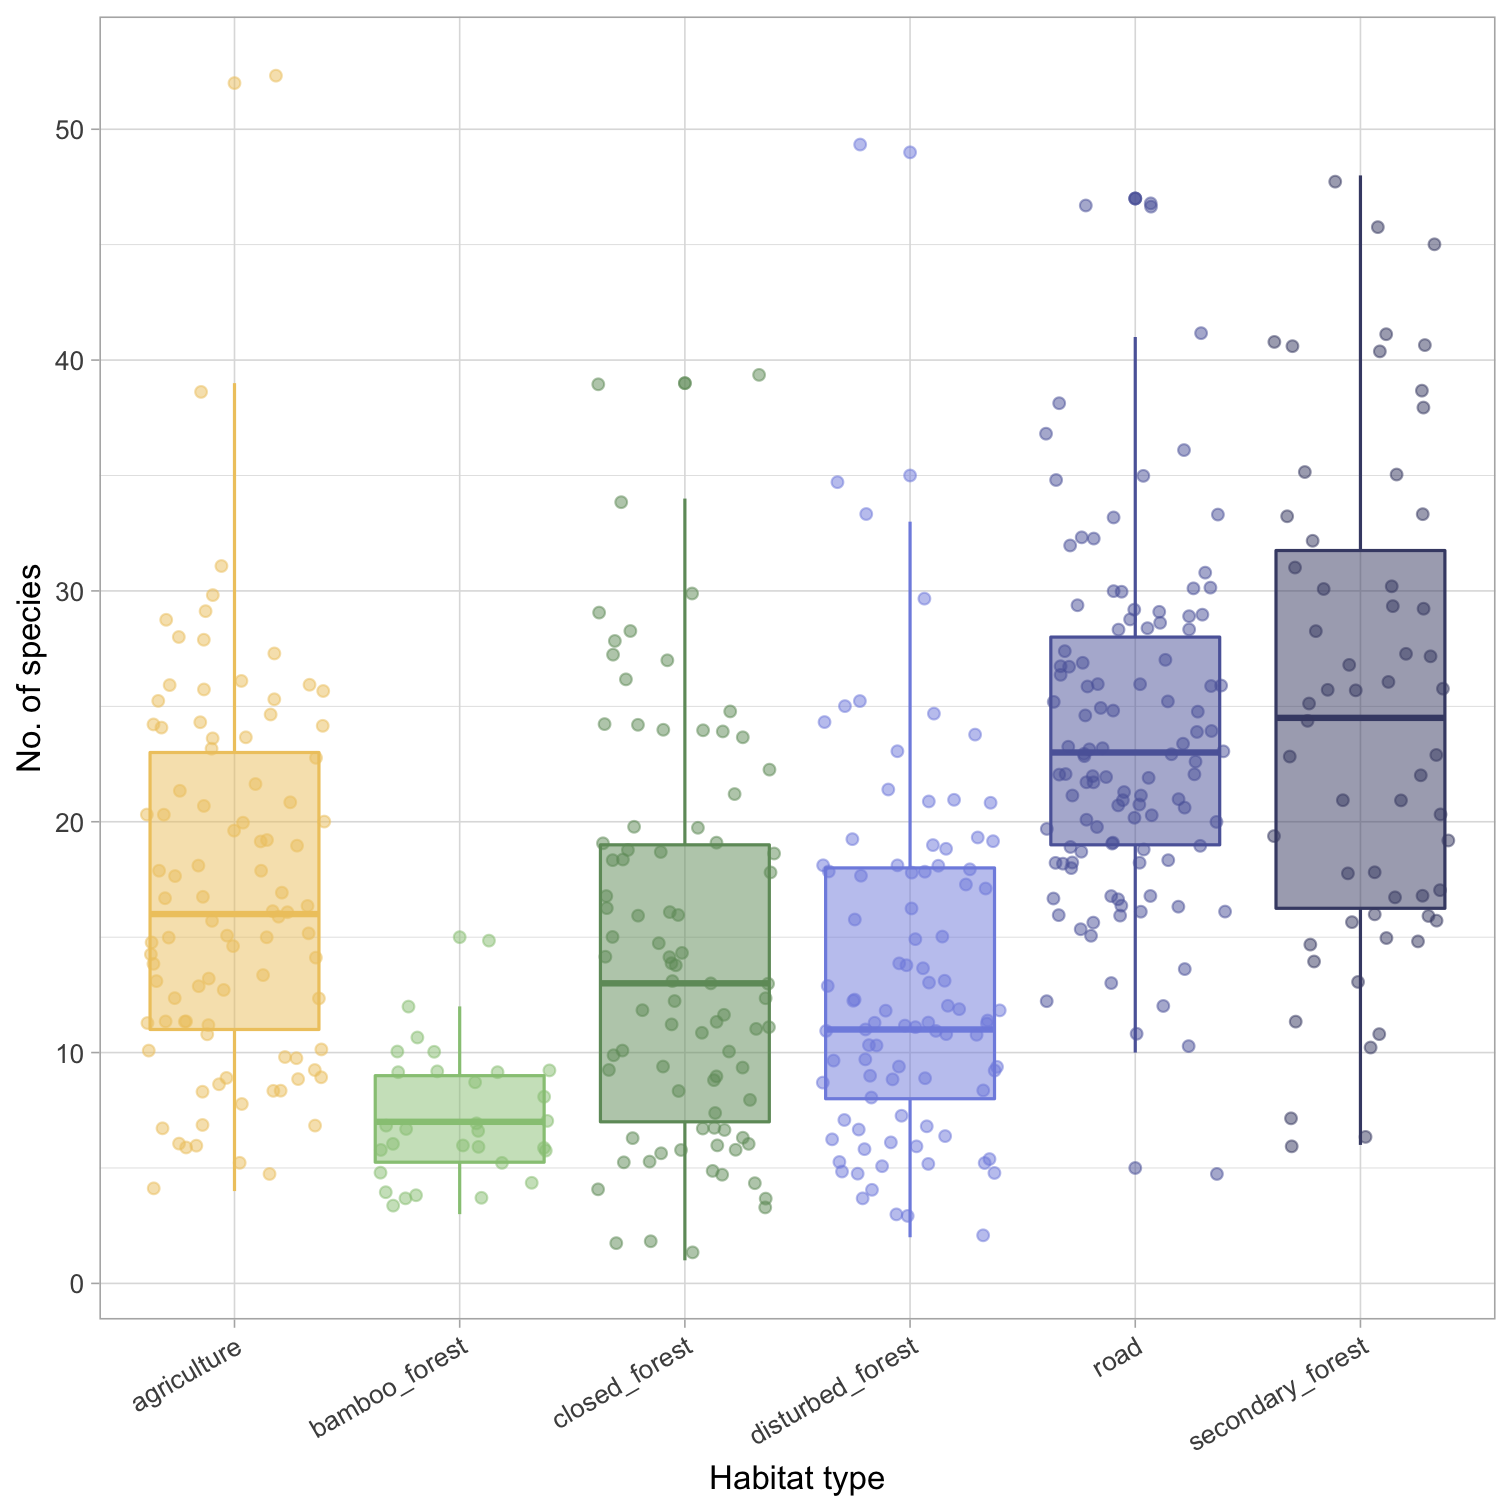 No. of species
50
40
30
20
10
0
agriculture
bamboo_forest
closed_forest
disturbed_forest
road
secondary_forest
Habitat type